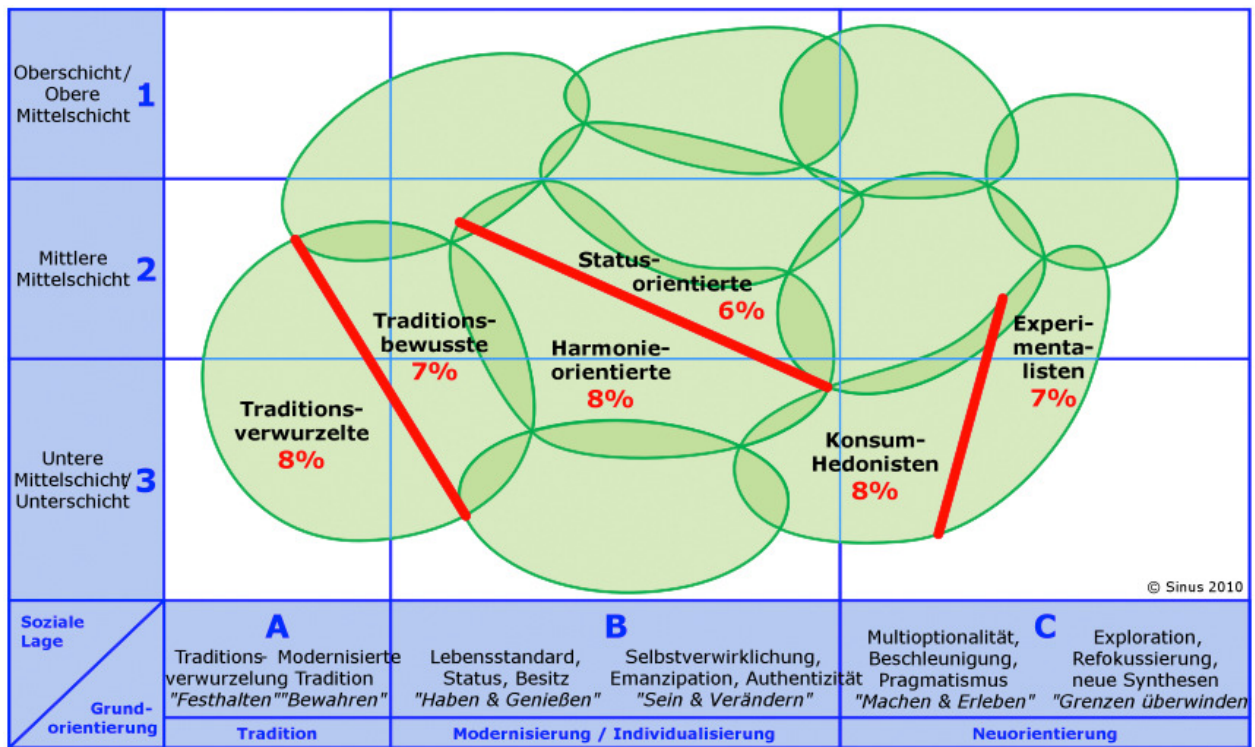 Oberschicht/
Obere
Mittelschicht
1
Mittlere
Mittelschicht
2
Untere
Mittelschicht/
Unterschicht
3
Status-
orientierte
6%
Traditions-
bewusste
7%
Harmonie-
orientierte
8%
Experi-
menta-
listen
7%
Traditions-
verwurzelte
8%
Konsum-
Hedonisten
8%
© Sinus 2010
Soziale
Lage
Grund-
orientierung
A
Traditions-
verwurzelung
"Festhalten"
Modernisierte
Tradition
"Bewahren"
B
Lebensstandard,
Status, Besitz
"Haben & Genießen"
Selbstverwirklichung,
Emanzipation, Authentizität
"Sein & Verändern"
C
Multioptionalität,
Beschleunigung,
Pragmatismus
"Machen & Erleben"
Exploration,
Refokussierung,
neue Synthesen
"Grenzen überwinden
Tradition
Modernisierung / Individualisierung
Neuorientierung